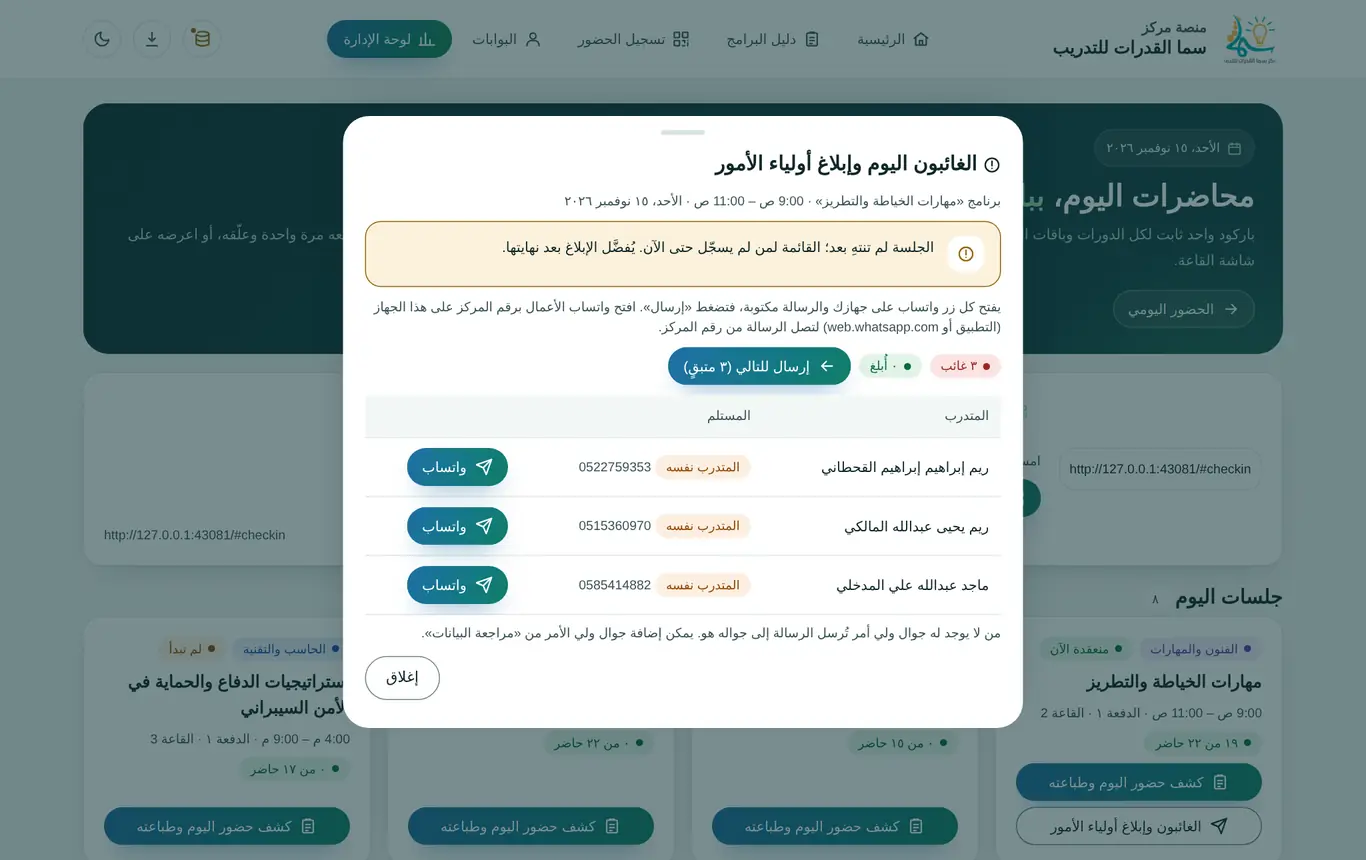 منصة مركز
سما القدرات للتدريب
الرئيسية
دليل البرامج
تسجيل الحضور
البوابات
لوحة الإدارة
الأحد، ١٥ نوفمبر ٢٠٢٦
محاضرات اليوم،
باركود واحد ثابت لكل الدورات وباقات
عه مرة واحدة وعلّقه، أو اعرضه على
شاشة القاعة.
الحضور اليومي
الغائبون اليوم وإبلاغ أولياء الأمور
برنامج «مهارات الخياطة والتطريز» · 9:00 ص – 11:00 ص · الأحد، ١٥ نوفمبر ٢٠٢٦
الجلسة لم تنتهِ بعد؛ القائمة لمن لم يسجّل حتى الآن. يُفضَّل الإبلاغ بعد نهايتها.
يفتح كل زر واتساب على جهازك والرسالة مكتوبة، فتضغط «إرسال». افتح واتساب الأعمال برقم المركز على هذا الجهاز
(التطبيق أو web.whatsapp.com) لتصل الرسالة من رقم المركز.
٣ غائب
٠ أُبلغ
إرسال للتالي (٣ متبقٍ)
المتدرب المستلم
ريم إبراهيم إبراهيم القحطاني المتدرب نفسه 0522759353 واتساب
ريم يحيى عبدالله المالكي المتدرب نفسه 0515360970 واتساب
ماجد عبدالله علي المدخلي المتدرب نفسه 0585414882 واتساب
من لا يوجد له جوال ولي أمر تُرسل الرسالة إلى جواله هو. يمكن إضافة جوال ولي الأمر من «مراجعة البيانات».
إغلاق
http://127.0.0.1:43081/#checkin
http://127.0.0.1:43081/#checkin
جلسات اليوم ٨
الفنون والمهارات
منعقدة الآن
مهارات الخياطة والتطريز
9:00 ص – 11:00 ص · الدفعة ١ · القاعة 2
١٩ من ٢٢ حاضر
كشف حضور اليوم وطباعته
الغائبون وإبلاغ أولياء الأمور
٠ من ١٥ حاضر
كشف حضور اليوم وطباعته
٠ من ٢٢ حاضر
كشف حضور اليوم وطباعته
الحاسب والتقنية
لم تبدأ
ستراتيجيات الدفاع والحماية في
لأمن السيبراني
4:00 م – 9:00 م · الدفعة ١ · القاعة 3
٠ من ١٧ حاضر
كشف حضور اليوم وطباعته